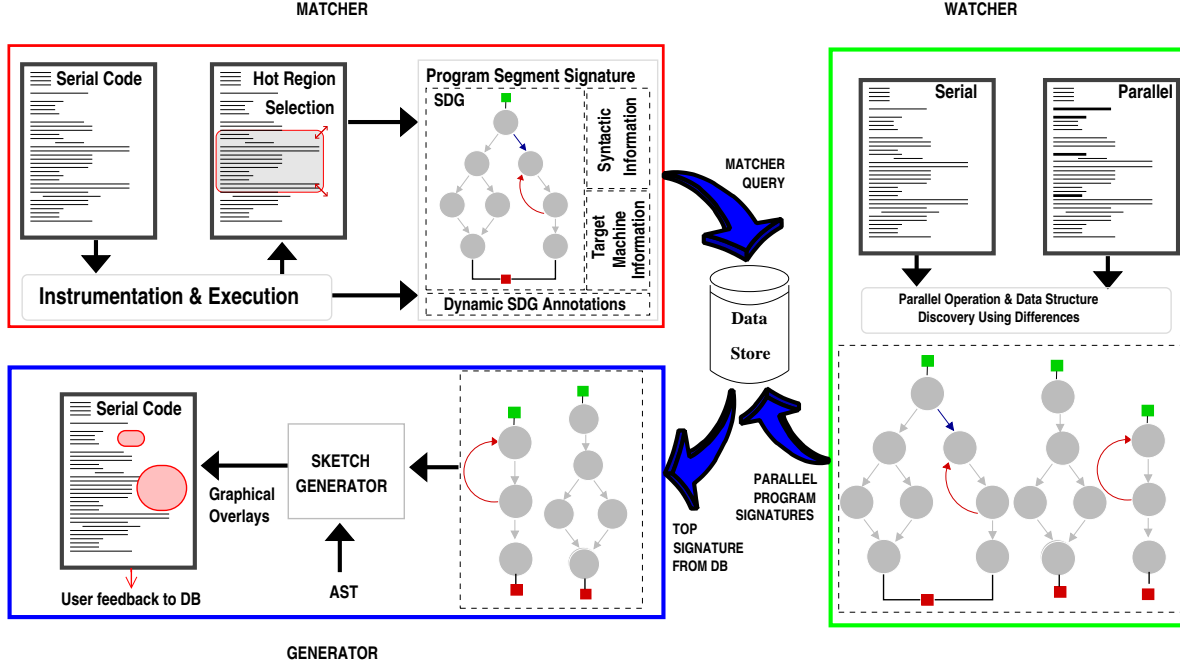 MATCHER
WATCHER
Serial Code
Hot Region
Selection
Program Segment Signature
SDG
Syntactic
Information
Target
Machine
Information
Dynamic SDG Annotations
Instrumentation & Execution
MATCHER
QUERY
Data
Store
Serial
Parallel
Parallel Operation & Data Structure
Discovery Using Differences
PARALLEL
PROGRAM
SIGNATURES
TOP
SIGNATURE
FROM DB
Serial Code
Graphical
Overlays
SKETCH
GENERATOR
AST
User feedback to DB
GENERATOR